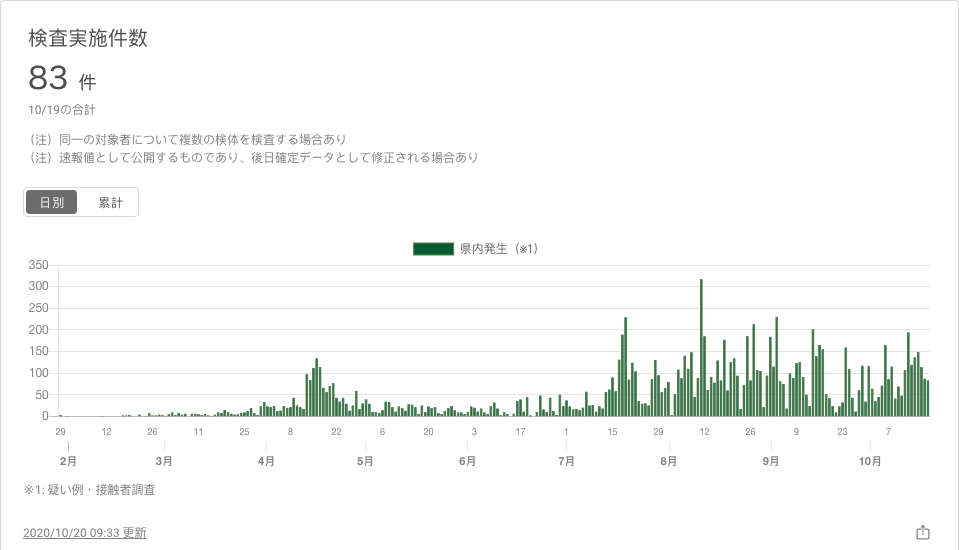 検査実施件数
83 件
10/19の合計
（注）同一の対象者について複数の検体を検査する場合あり
（注）速報値として公開するものであり、後日確定データとして修正される場合あり
日別 累計
県内発生（※1）
350
300
250
200
150
100
50
0
29 12 26 11 25 8 22 6 20 3 17 1 15 29 12 26 9 23 7
2月 3月 4月 5月 6月 7月 8月 9月 10月
※1: 疑い例・接触者調査
2020/10/20 09:33 更新